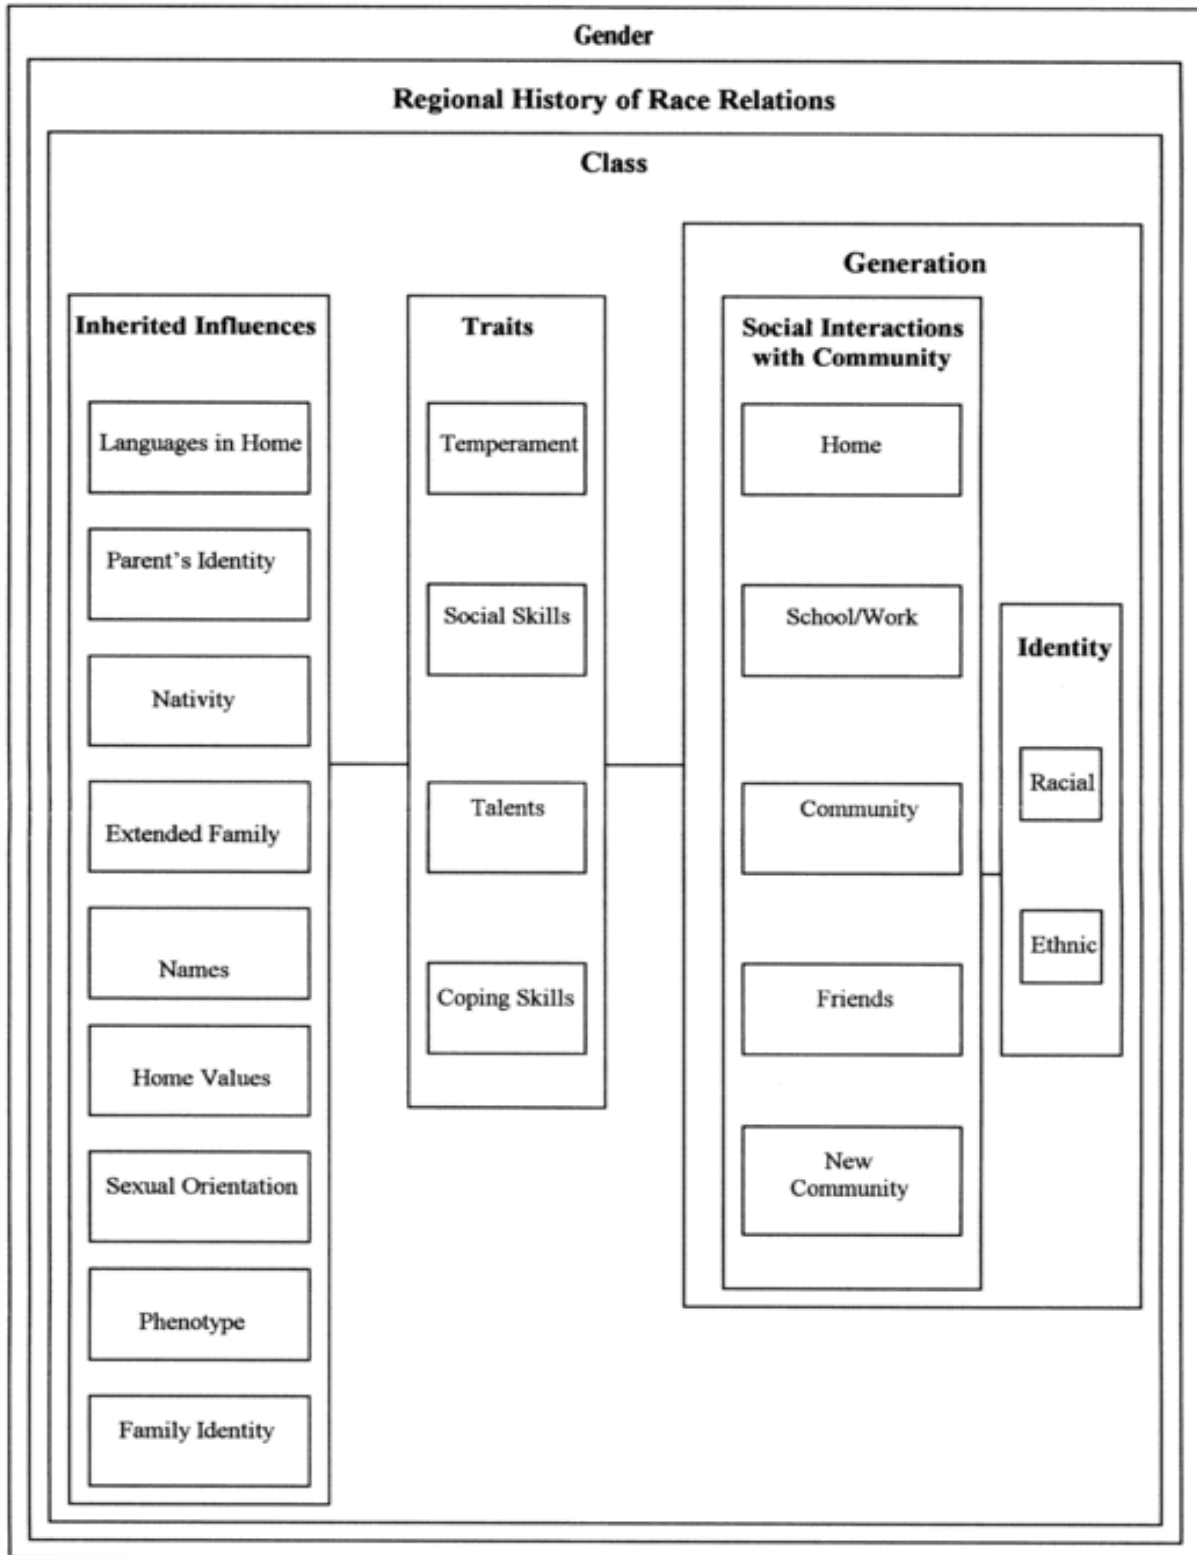 Gender
Regional History of Race Relations
Class
Generation
Inherited Influences
Languages in Home
Parent's Identity
Nativity
Extended Family
Names
Home Values
Sexual Orientation
Phenotype
Family Identity
Traits
Temperament
Social Skills
Talents
Coping Skills
Social Interactions
with Community
Home
School/Work
Community
Friends
New
Community
Identity
Racial
Ethnic